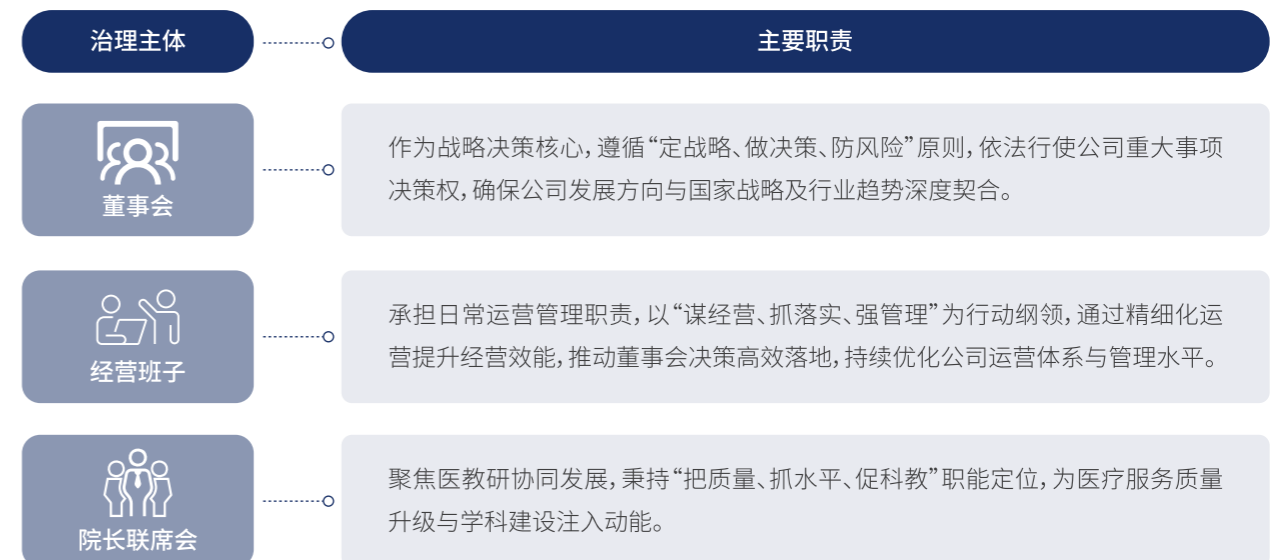 治理主体
主要职责
董事会
作为战略决策核心，遵循“定战略、做决策、防风险”原则，依法行使公司重大事项
决策权，确保公司发展方向与国家战略及行业趋势深度契合。
经营班子
承担日常运营管理职责，以“谋经营、抓落实、强管理”为行动纲领，通过精细化运
营提升经营效能，推动董事会决策高效落地，持续优化公司运营体系与管理水平。
院长联席会
聚焦医教研协同发展，秉持“把质量、抓水平、促科教”职能定位，为医疗服务质量
升级与学科建设注入动能。